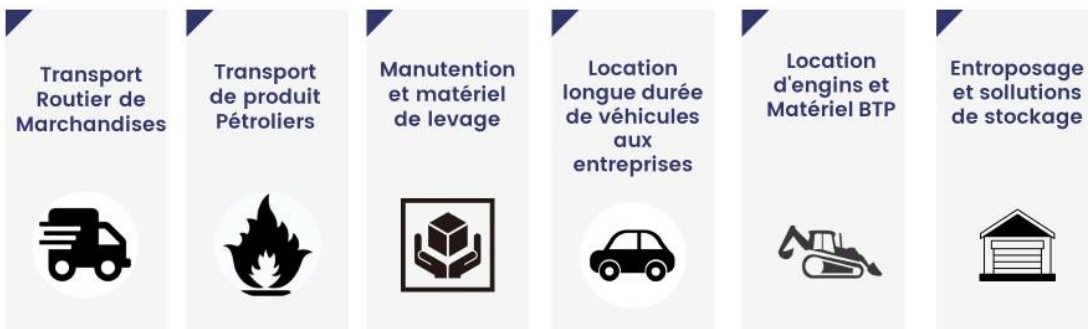 Transport
Routier de
Marchandises
Transport
de produit
Pétroliers
Manutention
et matériel
de levage
Location
longue durée
de véhicules
aux
entreprises
Location
d'engins et
Matériel BTP
Entroposage
et sollutions
de stockage